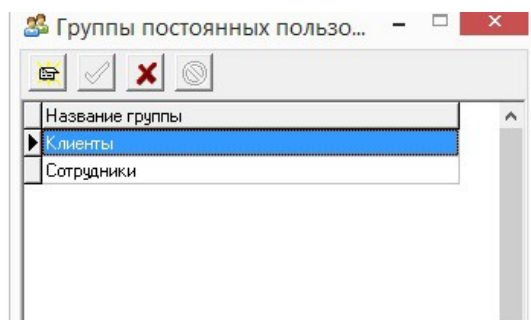 Группы постоянных пользо...
Название группы
Клиенты
Сотрудники